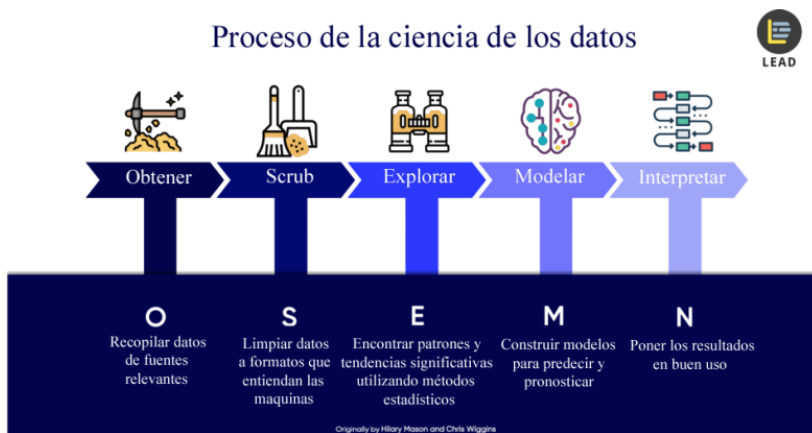 Proceso de la ciencia de los datos
LEAD
Obtener
Scrub
Explorar
Modelar
Interpretar
O
Recopilar datos
de fuentes
relevantes
S
Limpiar datos
a formatos que
entiendan las
maquinas
E
Encontrar patrones y
tendencias significativas
utilizando métodos
estadísticos
M
Construir modelos
para predecir y
pronosticar
N
Poner los resultados
en buen uso
Originally by Hilary Mason and Chris Wiggins